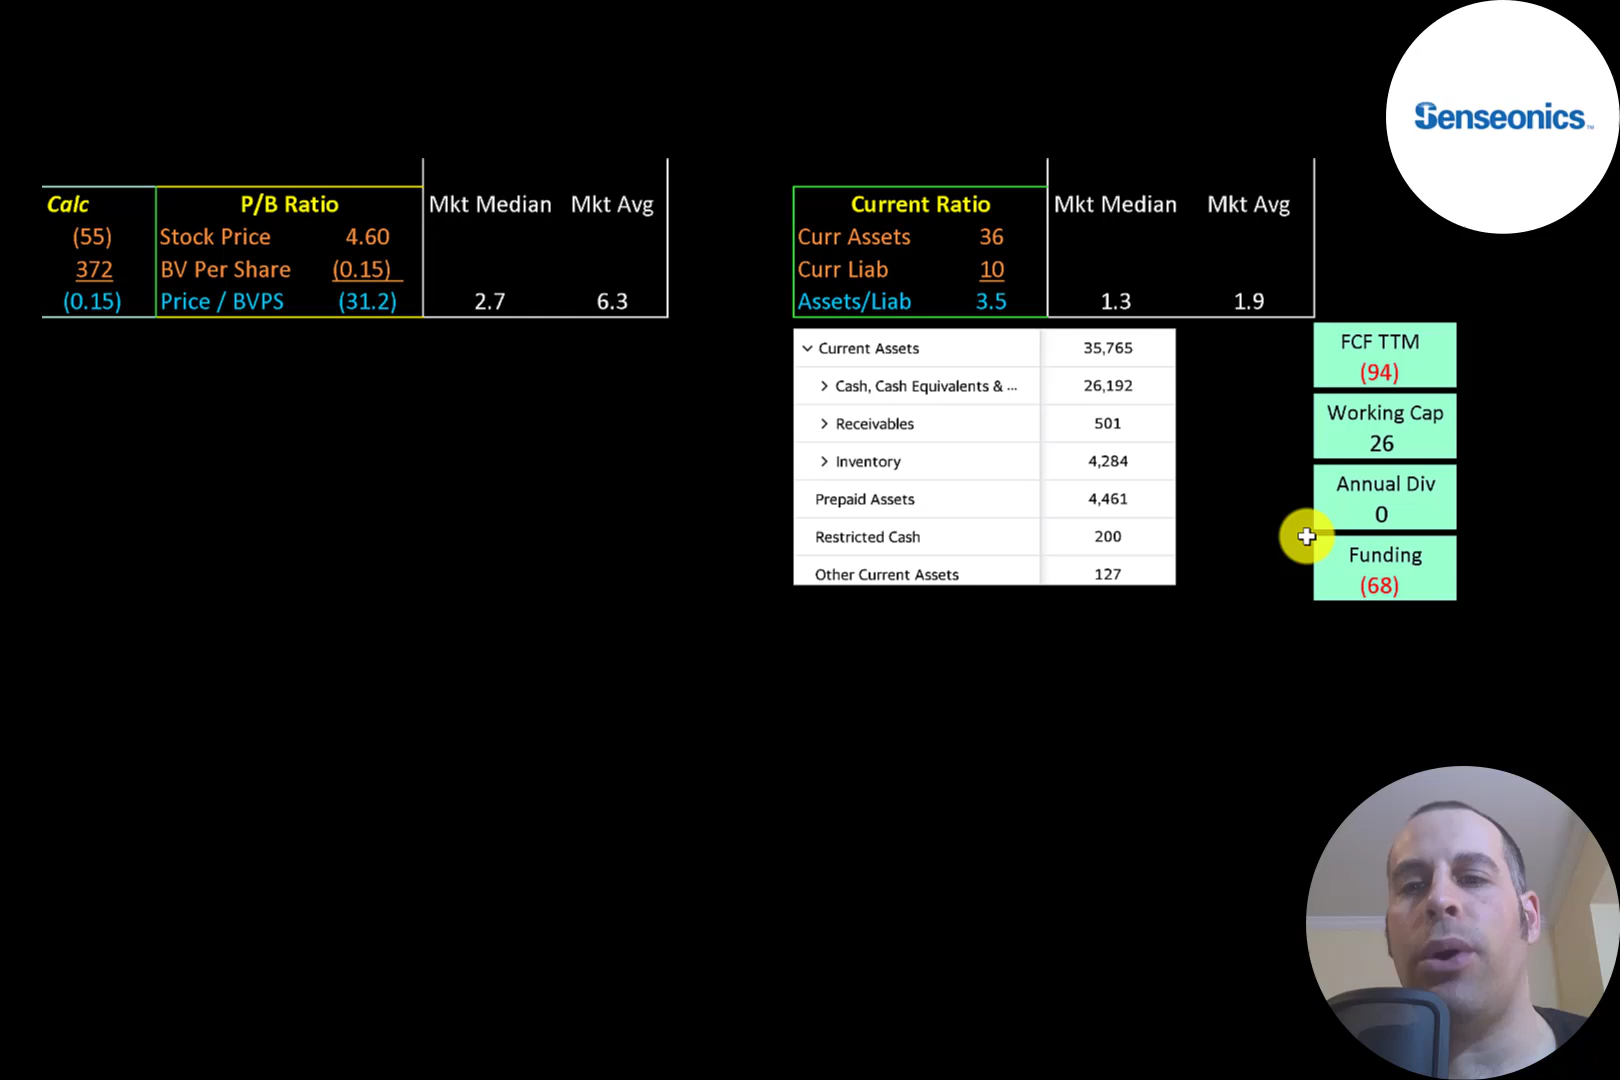 Senseonics™
Calc P/B Ratio Mkt Median Mkt Avg
(55) Stock Price 4.60
372 BV Per Share (0.15)
(0.15) Price / BVPS (31.2) 2.7 6.3
Current Ratio Mkt Median Mkt Avg
Curr Assets 36
Curr Liab 10
Assets/Liab 3.5 1.3 1.9
Current Assets 35,765
Cash, Cash Equivalents & ... 26,192
Receivables 501
Inventory 4,284
Prepaid Assets 4,461
Restricted Cash 200
Other Current Assets 127
FCF TTM
(94)
Working Cap
26
Annual Div
0
Funding
(68)